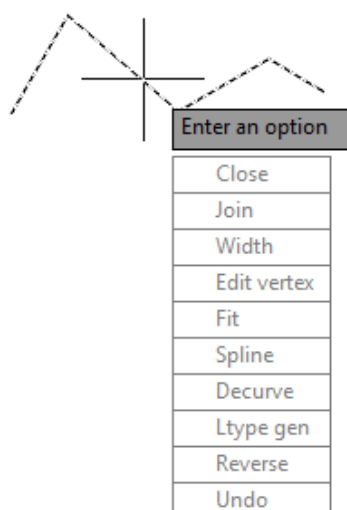 Enter an option
Close
Join
Width
Edit vertex
Fit
Spline
Decurve
Ltype gen
Reverse
Undo